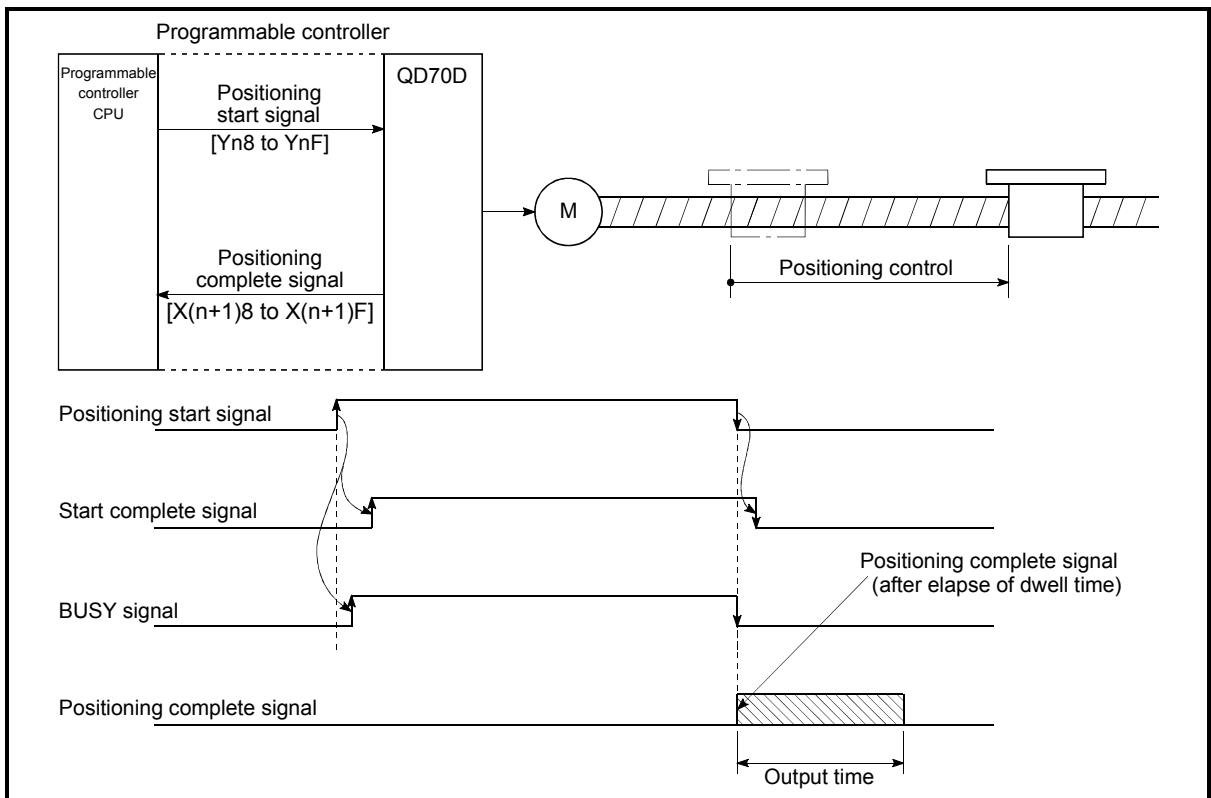 Programmable controller
Programmable
controller
CPU
QD70D
Positioning
start signal
[Yn8 to YnF]
M
Positioning
complete signal
[X(n+1)8 to X(n+1)F]
Positioning control
Positioning start signal
Start complete signal
Positioning complete signal
(after elapse of dwell time)
BUSY signal
Positioning complete signal
Output time